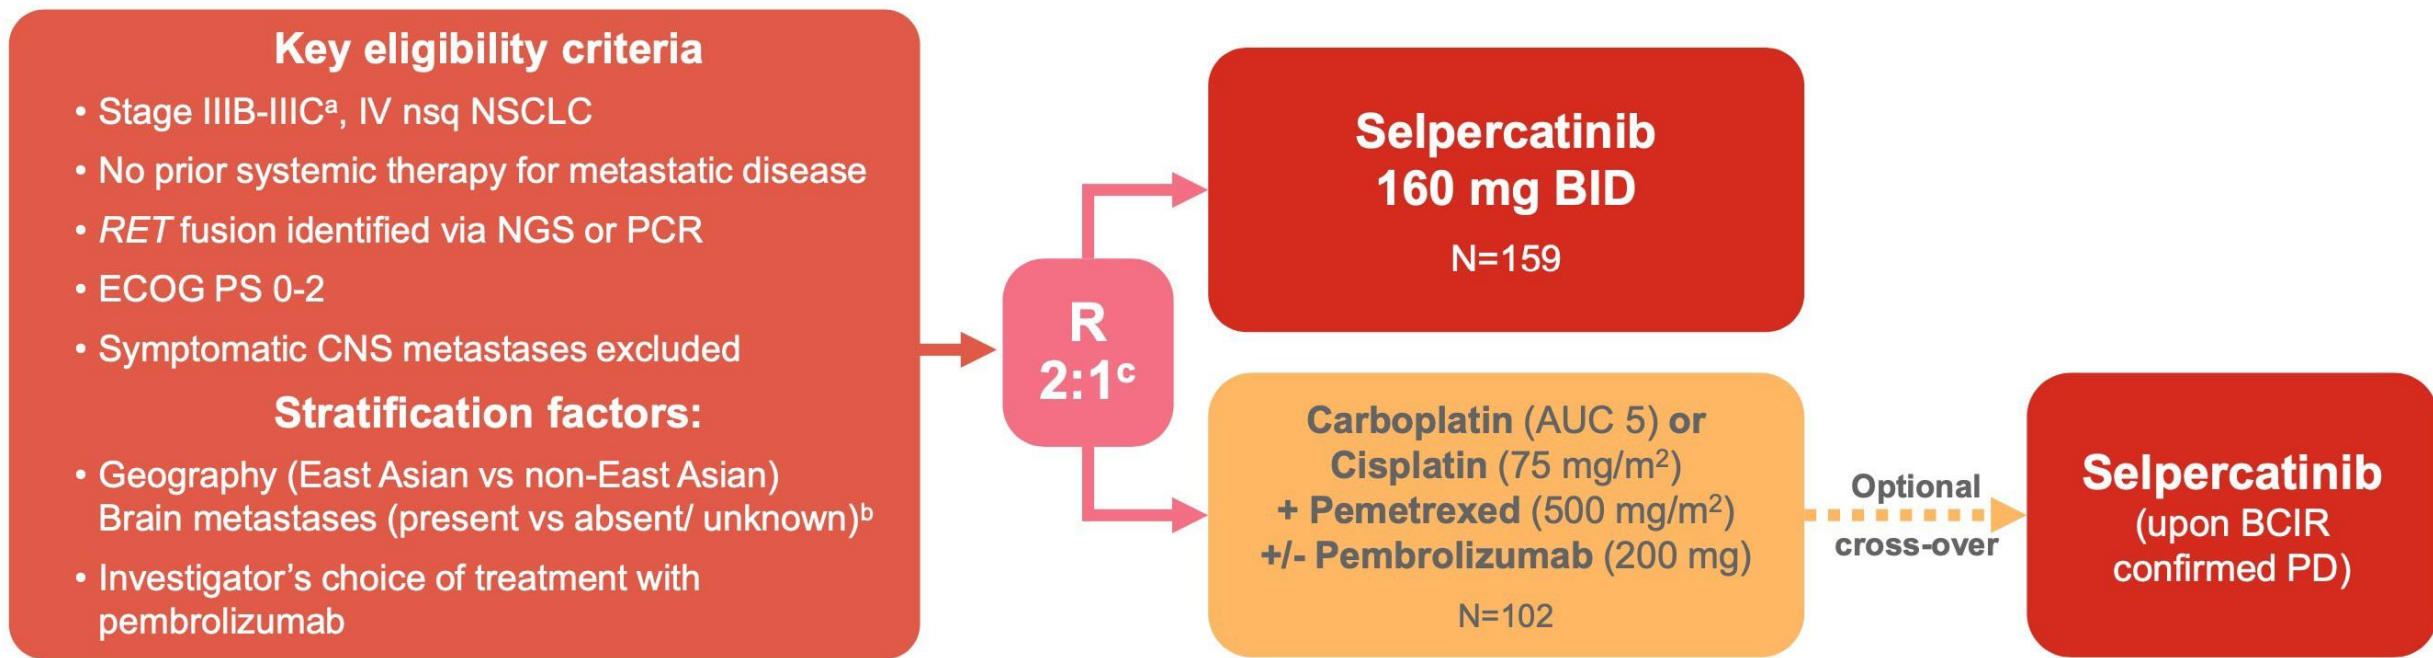 Key eligibility criteria
• Stage IIIB-IIICᵃ, IV nsq NSCLC
• No prior systemic therapy for metastatic disease
• RET fusion identified via NGS or PCR
• ECOG PS 0-2
• Symptomatic CNS metastases excluded
Stratification factors:
• Geography (East Asian vs non-East Asian)
Brain metastases (present vs absent/ unknown)ᵇ
• Investigator’s choice of treatment with
pembrolizumab
R
2:1ᶜ
Selpercatinib
160 mg BID
N=159
Carboplatin (AUC 5) or
Cisplatin (75 mg/m²)
+ Pemetrexed (500 mg/m²)
+/- Pembrolizumab (200 mg)
N=102
Optional
cross-over
Selpercatinib
(upon BCIR
confirmed PD)